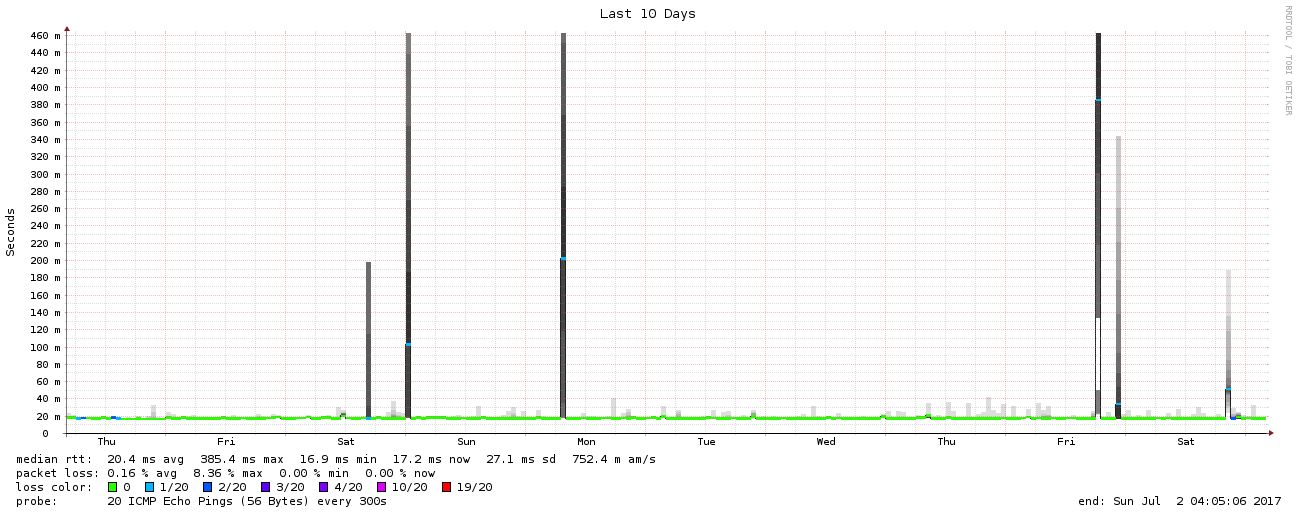 Last 10 Days
RRDTOOL / TOBI OETIKER
Seconds
460 m
440 m
420 m
400 m
380 m
360 m
340 m
320 m
300 m
280 m
260 m
240 m
220 m
200 m
180 m
160 m
140 m
120 m
100 m
80 m
60 m
40 m
20 m
0
Thu Fri Sat Sun Mon Tue Wed Thu Fri Sat
median rtt: 20.4 ms avg 385.4 ms max 16.9 ms min 17.2 ms now 27.1 ms sd 752.4 m am/s
packet loss: 0.16 % avg 8.36 % max 0.00 % min 0.00 % now
loss color: 0 1/20 2/20 3/20 4/20 10/20 19/20
probe: 20 ICMP Echo Pings (56 Bytes) every 300s end: Sun Jul 2 04:05:06 2017